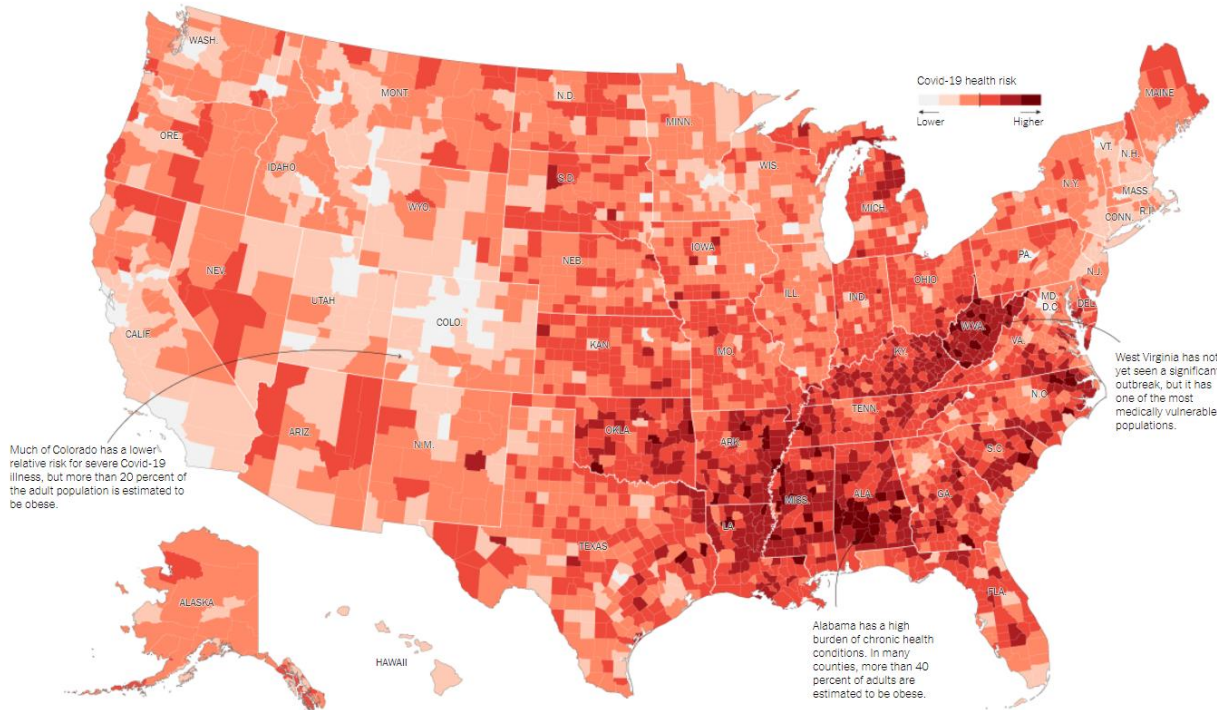 WASH.
MONT
N.D.
MINN.
Covid-19 health risk
Lower
Higher
MAINE
ORE.
IDAHO
S.D.
WIS.
VT.
N.H.
WYO.
MICH.
N.Y.
MASS
CONN.
R.I.
NEV.
NEB.
IOWA
PA.
N.J.
UTAH
COLO.
ILL.
IND.
OHIO
MD.
DEL
D.C
CALIF
KAN.
MO.
KY.
W.VA.
VA.
West Virginia has not
yet seen a significant
outbreak, but it has
one of the most
medically vulnerable
populations.
ARIZ
N.M.
OKLA
ARK.
TENN.
N.C
S.C
Much of Colorado has a lower
relative risk for severe Covid-19
illness, but more than 20 percent of
the adult population is estimated to
be obese.
TEXAS
LA.
MISS.
ALA.
GA.
FLA.
ALASKA
HAWAII
Alabama has a high
burden of chronic health
conditions. In many
counties, more than 40
percent of adults are
estimated to be obese.